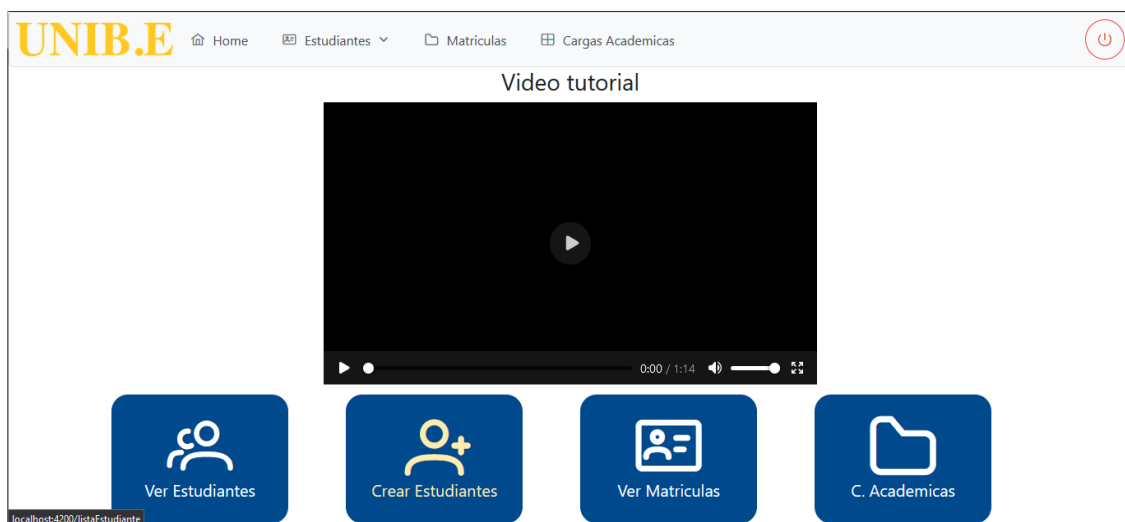 UNIB.E Home Estudiantes Matriculas Cargas Academicas
Video tutorial
0:00 / 1:14
Ver Estudiantes Crear Estudiantes Ver Matriculas C. Academicas
localhost:4200/listaEstudiante